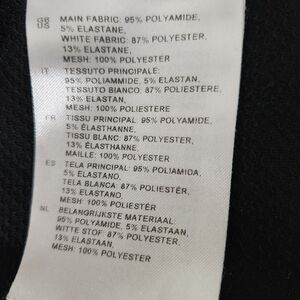 GB MAIN FABRIC: 95% POLYAMIDE,
US 5% ELASTANE,
WHITE FABRIC: 87% POLYESTER,
13% ELASTANE,
MESH: 100% POLYESTER
IT TESSUTO PRINCIPALE:
95% POLIAMMIDE, 5% ELASTAN,
TESSUTO BIANCO: 87% POLIESTERE,
13% ELASTAN,
MESH: 100% POLIESTERE
FR TISSU PRINCIPAL: 95% POLYAMIDE,
5% ÉLASTHANNE,
TISSU BLANC: 87% POLYESTER,
13% ÉLASTHANNE,
MAILLE: 100% POLYESTER
ES TELA PRINCIPAL: 95% POLIAMIDA,
5% ELASTANO,
TELA BLANCA: 87% POLIESTÉR,
13% ELASTANO,
MESH: 100% POLIESTÉR
NL BELANGRIJKSTE MATERIAAL:
95% POLYAMIDE, 5% ELASTAAN,
WITTE STOF: 87% POLYESTER,
13% ELASTAAN,
MESH: 100% POLYESTER